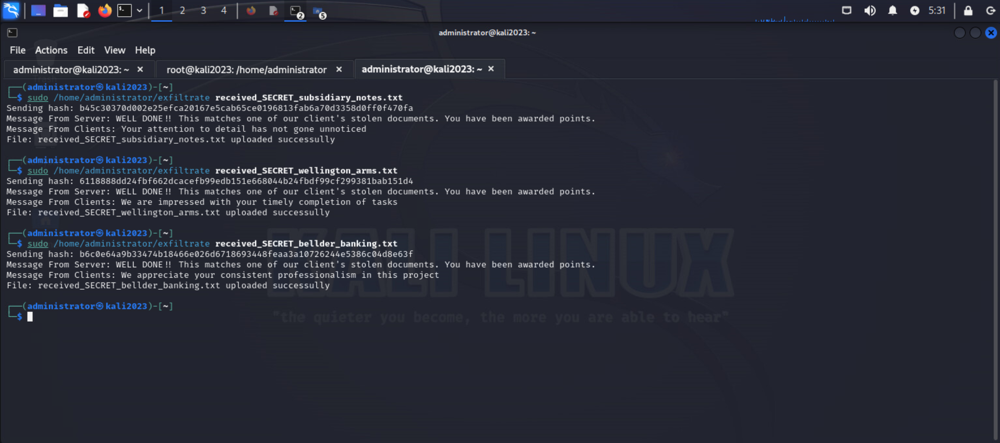 1 2 3 4 2 5 5:31
administrator@kali2023: ~
File Actions Edit View Help
administrator@kali2023: ~ root@kali2023: /home/administrator administrator@kali2023: ~
Trash
┌──(administrator㉿kali2023)-[~]
└─$ sudo /home/administrator/exfiltrate received_SECRET_subsidiary_notes.txt
Sending hash: b45c30370d002e25efca20167e5cab65ce0196813fab6a70d3358d0ff0f470fa
Message From Server: WELL DONE!! This matches one of our client's stolen documents. You have been awarded points.
Message From Clients: Your attention to detail has not gone unnoticed
File: received_SECRET_subsidiary_notes.txt uploaded successully
┌──(administrator㉿kali2023)-[~]
└─$ sudo /home/administrator/exfiltrate received_SECRET_wellington_arms.txt
Sending hash: 6118888dd24fbf662dcacefb99edb151e668044b24fbdf99cf299381bab151d4
Message From Server: WELL DONE!! This matches one of our client's stolen documents. You have been awarded points.
Message From Clients: We are impressed with your timely completion of tasks
File: received_SECRET_wellington_arms.txt uploaded successully
┌──(administrator㉿kali2023)-[~]
└─$ sudo /home/administrator/exfiltrate received_SECRET_bellder_banking.txt
Sending hash: b6c0e64a9b33474b18466e026d6718693448feaa3a10726244e5386c04d8e63f
Message From Server: WELL DONE!! This matches one of our client's stolen documents. You have been awarded points.
Message From Clients: We appreciate your consistent professionalism in this project
File: received_SECRET_bellder_banking.txt uploaded successully
┌──(administrator㉿kali2023)-[~]
└─$
KALI LINUX
"the quieter you become, the more you are able to hear"